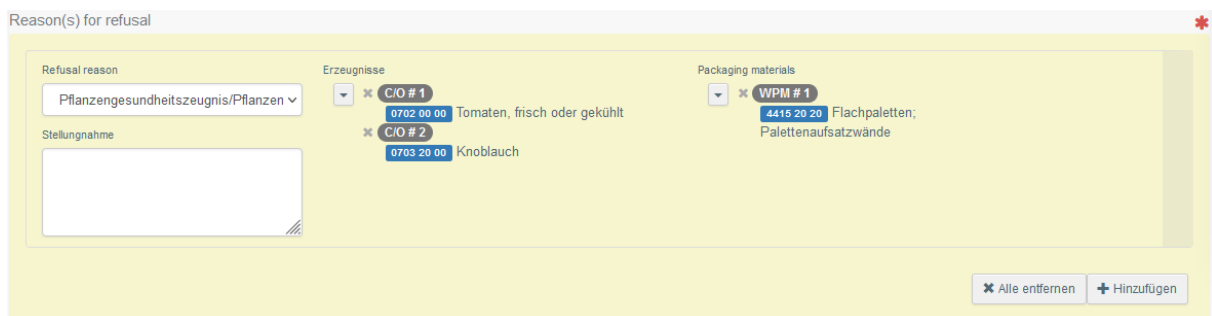 Reason(s) for refusal
Refusal reason
Pflanzengesundheitszeugnis/Pflanzen
Stellungnahme
Erzeugnisse
C/O # 1
0702 00 00 Tomaten, frisch oder gekühlt
C/O # 2
0703 20 00 Knoblauch
Packaging materials
WPM # 1
4415 20 20 Flachpaletten;
Palettenaufsatzwände
Alle entfernen
Hinzufügen